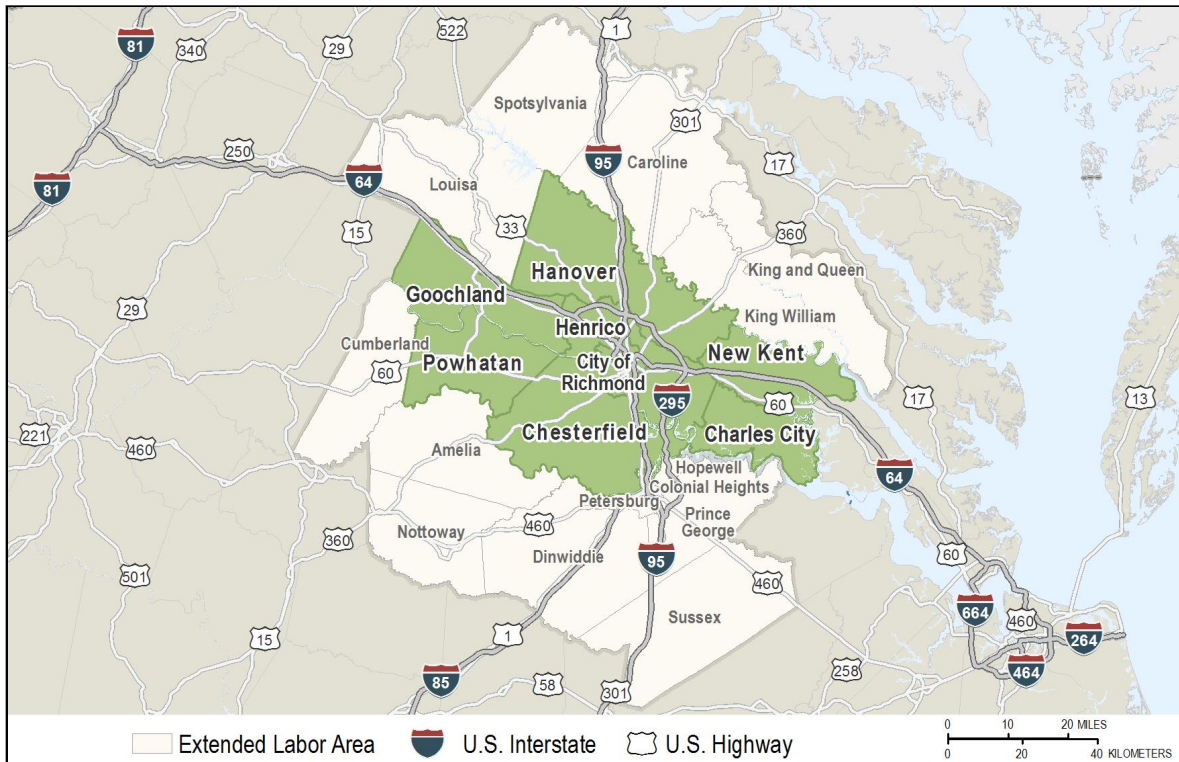 1
522
81
340
29
Spotsylvania
301
250
95
Caroline
17
64
81
Louisa
15
33
360
Hanover
King and Queen
Goochland
29
King William
Henrico
Cumberland
New Kent
Powhatan
City of
Richmond
60
13
295
60
17
221
Chesterfield
Charles City
460
Amelia
Hopewell
Colonial Heights
64
Petersburg
460
Prince
George
Nottoway
360
Dinwiddie
95
60
501
460
Sussex
664
460
264
15
1
258
464
85
58
301
Extended Labor Area
U.S. Interstate
U.S. Highway
0 10 20 MILES
0 20 40 KILOMETERS